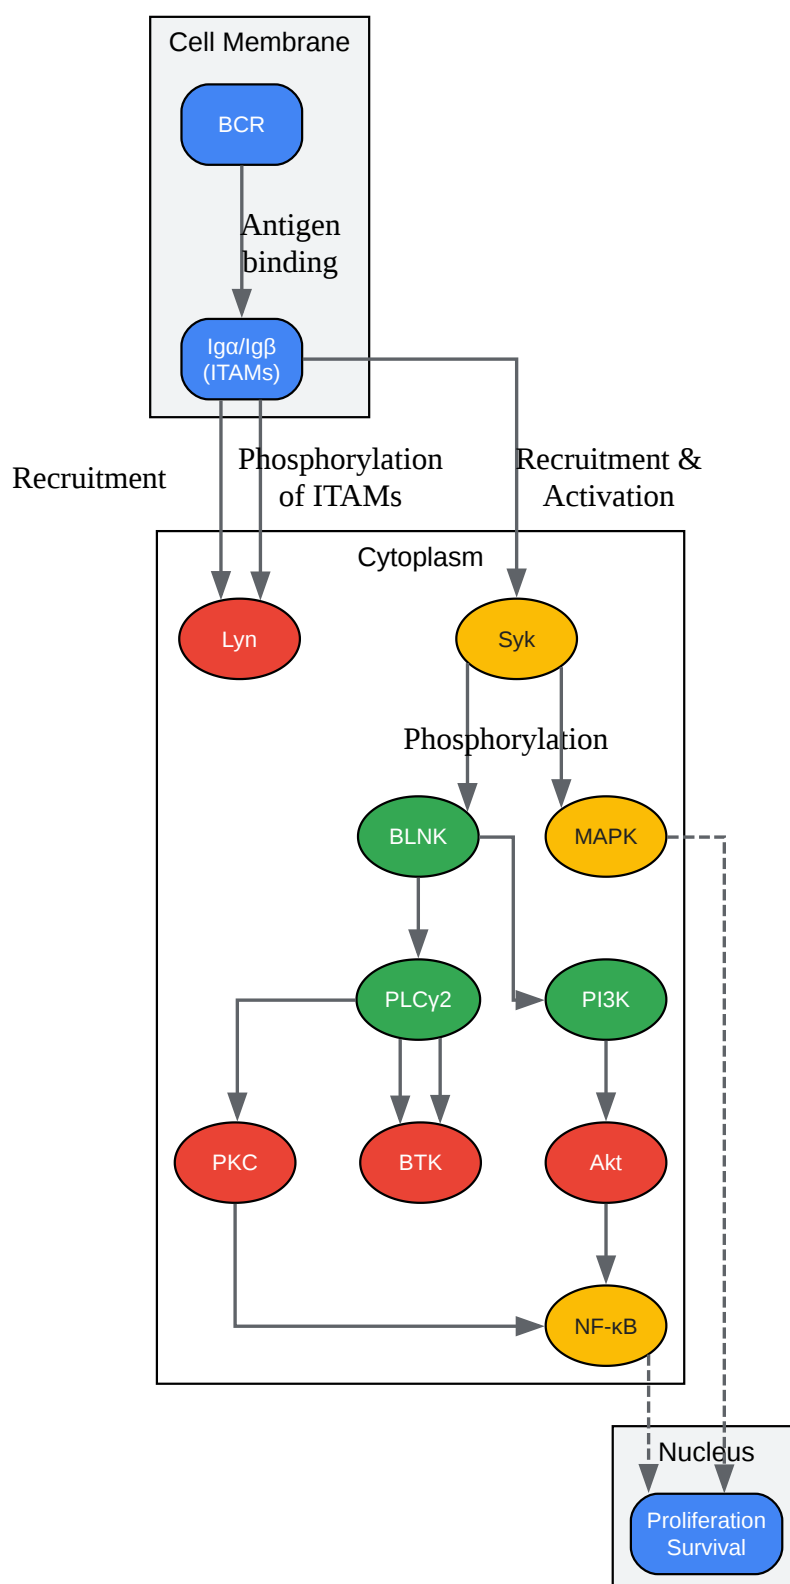 Cell Membrane
BCR
Antigen
binding
Igα/Igβ
(ITAMs)
Recruitment
Phosphorylation
of ITAMs
Recruitment &
Activation
Cytoplasm
Lyn
Syk
Phosphorylation
BLNK
MAPK
PLCγ2
PI3K
PKC
BTK
Akt
NF-κB
Nucleus
Proliferation
Survival